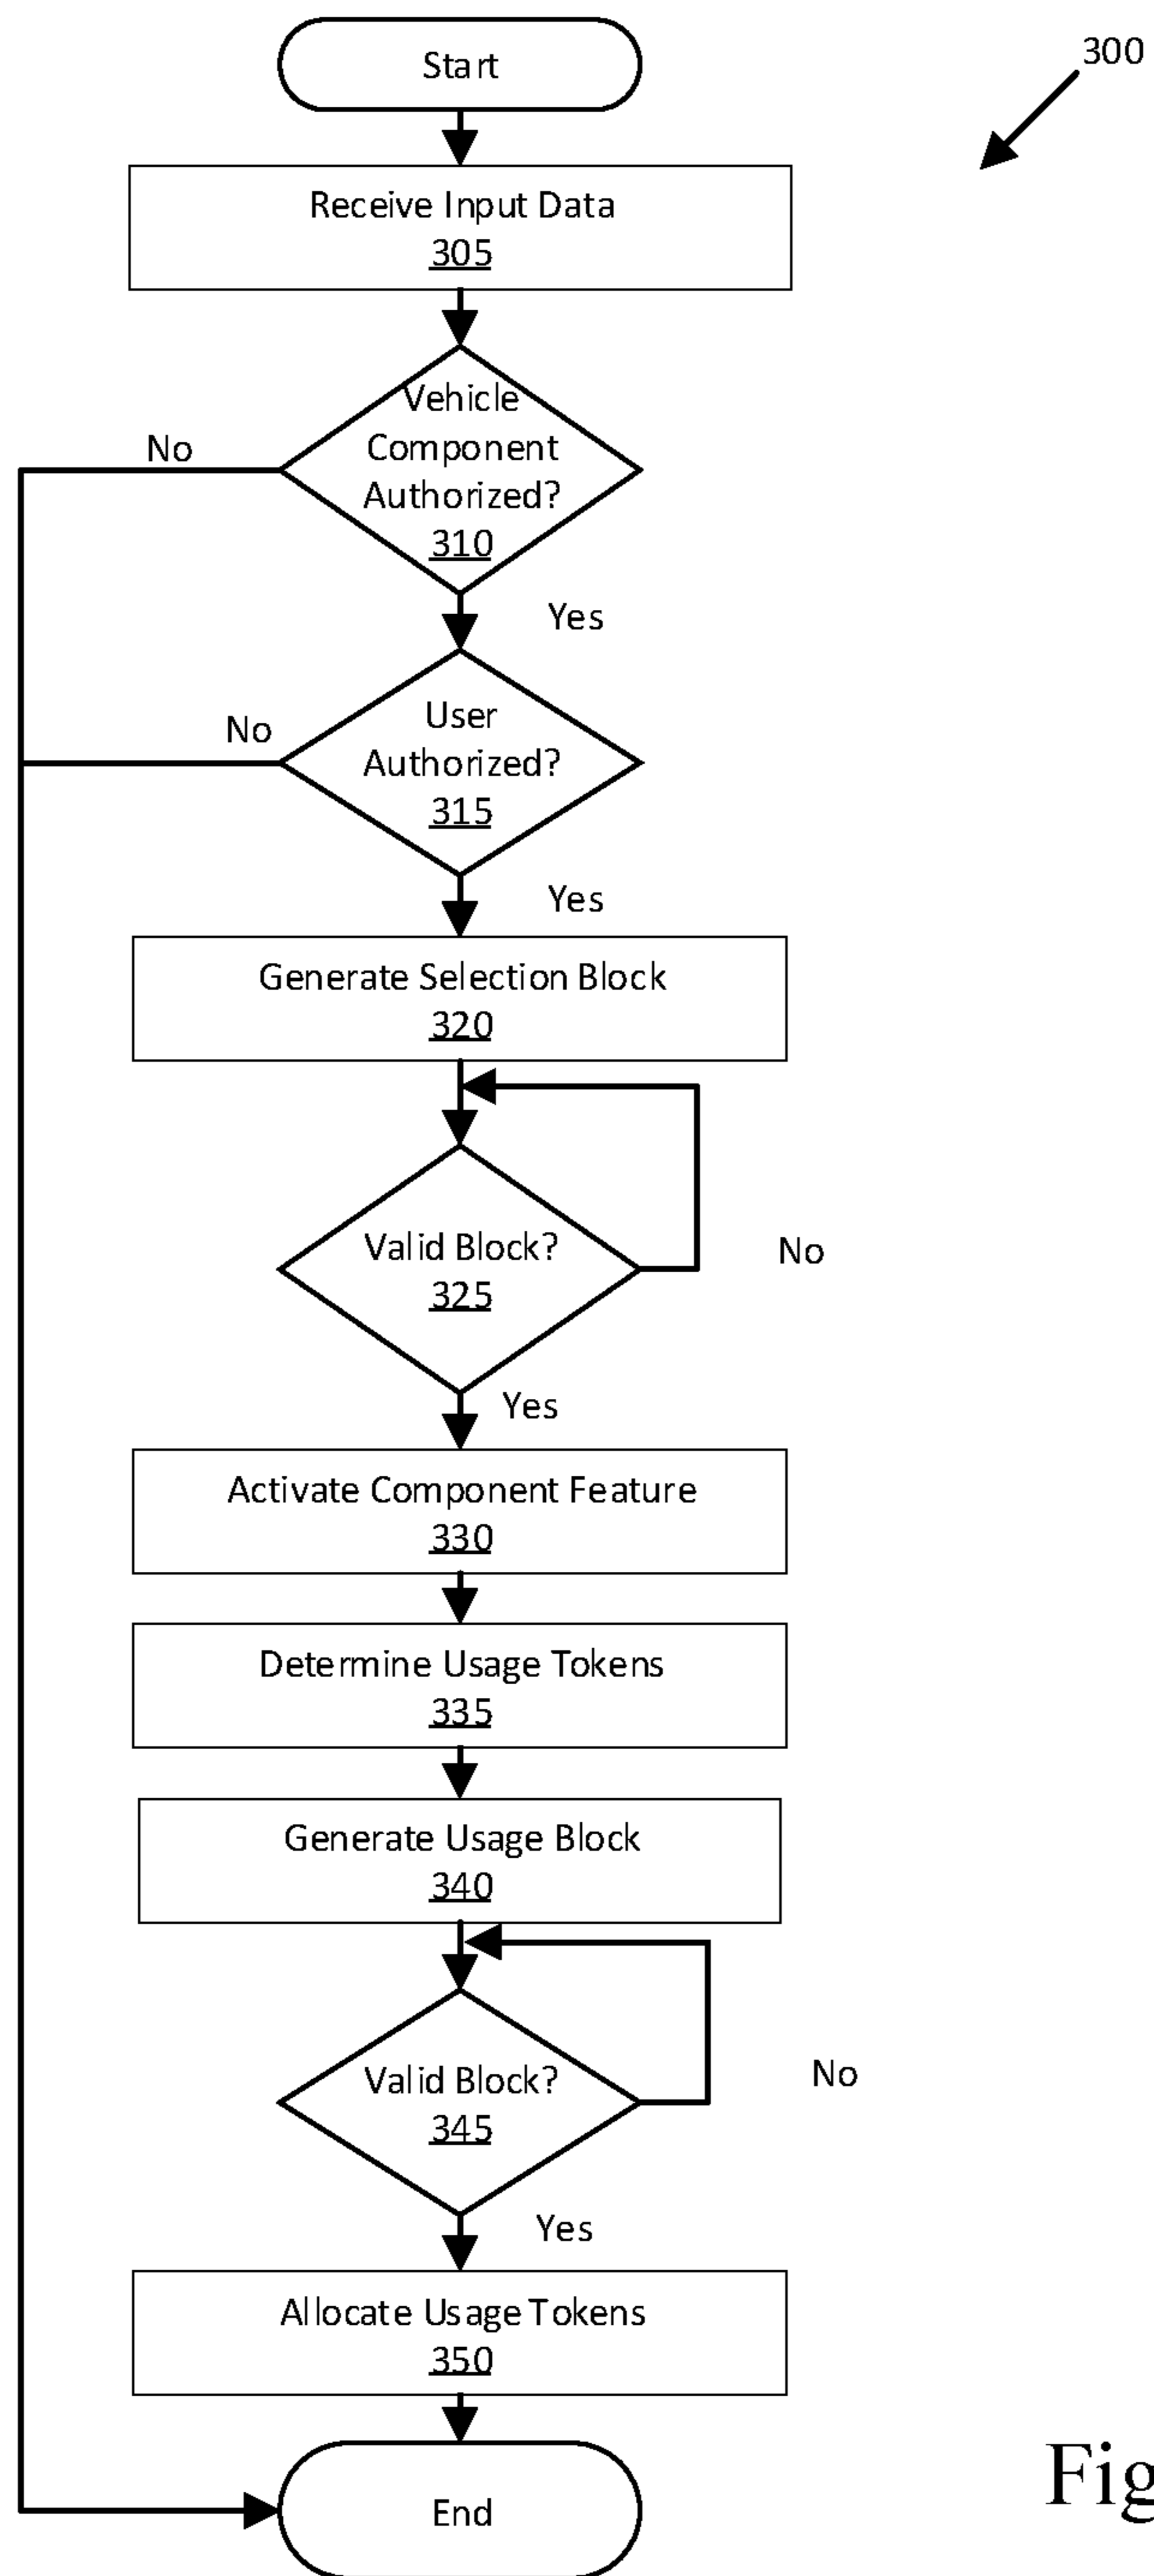 Start
300
Receive Input Data
305
Vehicle
Component
Authorized?
310
No
Yes
User
Authorized?
315
No
Yes
Generate Selection Block
320
Valid Block?
325
No
Yes
Activate Component Feature
330
Determine Usage Tokens
335
Generate Usage Block
340
Valid Block?
345
No
Yes
Allocate Usage Tokens
350
End
Fig